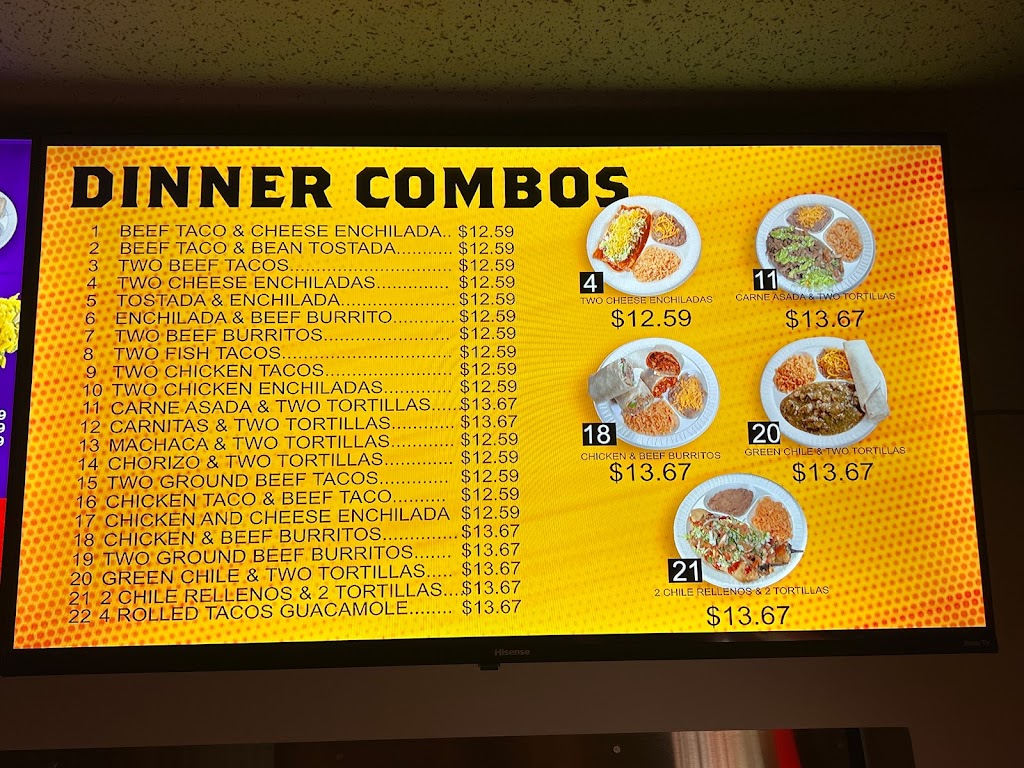 DINNER COMBOS
1 BEEF TACO & CHEESE ENCHILADA.. $12.59
2 BEEF TACO & BEAN TOSTADA.......... $12.59
3 TWO BEEF TACOS............................. $12.59
4 TWO CHEESE ENCHILADAS............. $12.59
5 TOSTADA & ENCHILADA.................... $12.59
6 ENCHILADA & BEEF BURRITO........... $12.59
7 TWO BEEF BURRITOS....................... $12.59
8 TWO FISH TACOS.............................. $12.59
9 TWO CHICKEN TACOS....................... $12.59
10 TWO CHICKEN ENCHILADAS............ $12.59
11 CARNE ASADA & TWO TORTILLAS..... $13.67
12 CARNITAS & TWO TORTILLAS........... $13.67
13 MACHACA & TWO TORTILLAS........... $12.59
14 CHORIZO & TWO TORTILLAS............ $12.59
15 TWO GROUND BEEF TACOS............. $12.59
16 CHICKEN TACO & BEEF TACO.......... $12.59
17 CHICKEN AND CHEESE ENCHILADA $12.59
18 CHICKEN & BEEF BURRITOS............. $13.67
19 TWO GROUND BEEF BURRITOS....... $13.67
20 GREEN CHILE & TWO TORTILLAS..... $13.67
21 2 CHILE RELLENOS & 2 TORTILLAS.... $13.67
22 4 ROLLED TACOS GUACAMOLE........ $13.67
4
TWO CHEESE ENCHILADAS
$12.59
11
CARNE ASADA & TWO TORTILLAS
$13.67
18
CHICKEN & BEEF BURRITOS
$13.67
20
GREEN CHILE & TWO TORTILLAS
$13.67
21
2 CHILE RELLENOS & 2 TORTILLAS
$13.67
9
9
9
Hisense
Roku TV